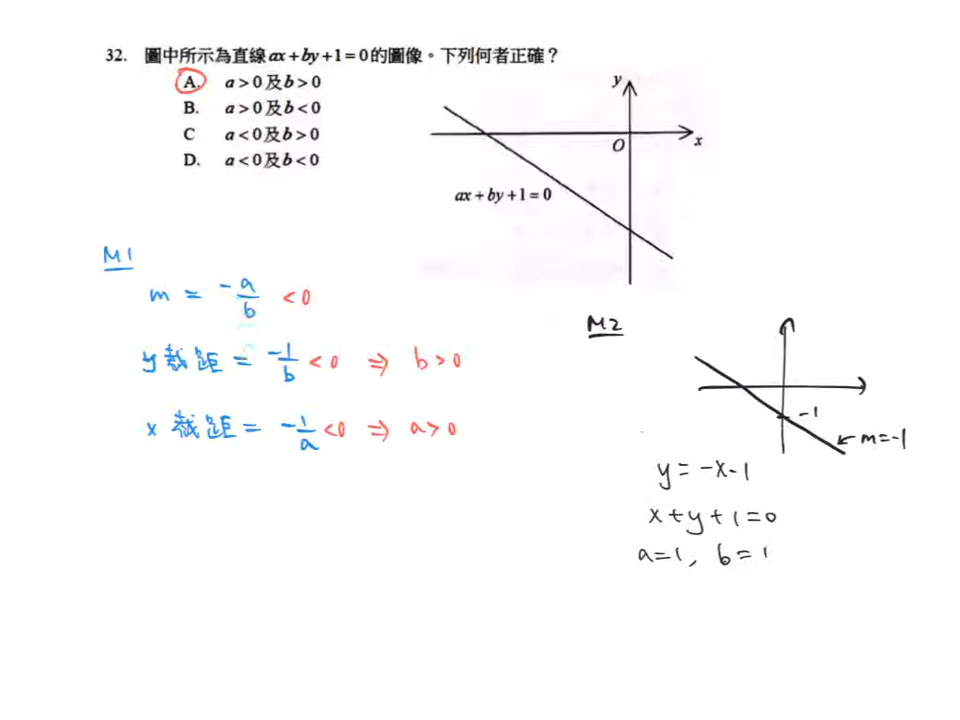 32. 圖中所示為直線 ax + by + 1 = 0 的圖像。下列何者正確？
A. a > 0 及 b > 0
B. a > 0 及 b < 0
C a < 0 及 b > 0
D. a < 0 及 b < 0
y
x
O
ax + by + 1 = 0
M1
m = -a/b < 0
y 截距 = -1/b < 0 ⇒ b > 0
x 截距 = -1/a < 0 ⇒ a > 0
M2
-1
m=-1
y = -x-1
x+y+1=0
a=1, b=1